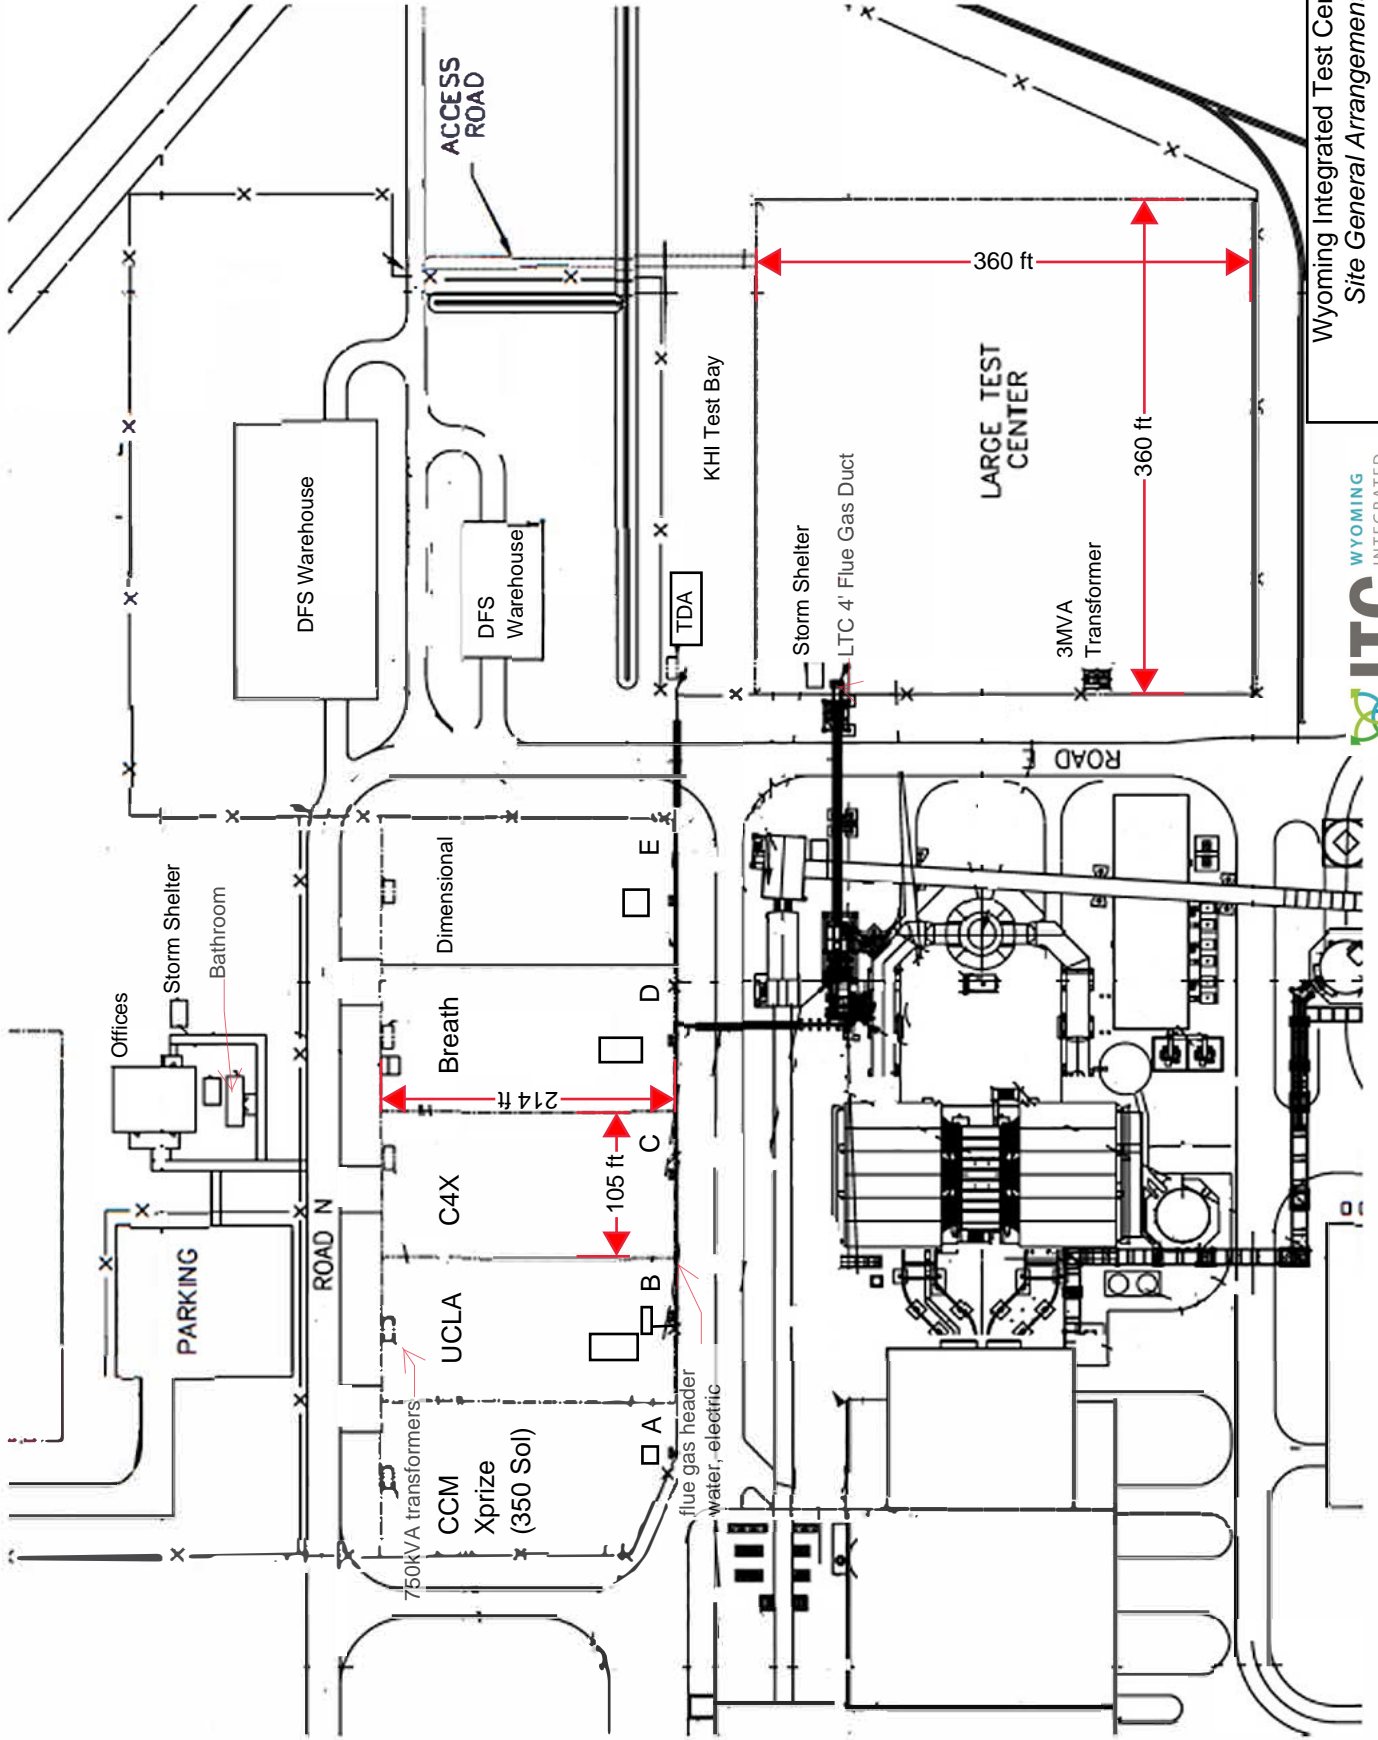 ACCESS
ROAD
DFS Warehouse
DFS
Warehouse
KHI Test Bay
TDA
360 ft
LARGE TEST
CENTER
360 ft
Storm Shelter
LTC 4' Flue Gas Duct
3MVA
Transformer
ROAD E
Offices
Storm Shelter
Bathroom
PARKING
ROAD N
Dimensional
E
Breath
D
214 ft
C4X
C
105 ft
UCLA
B
CCM
Xprize
(350 Sol)
A
750kVA transformers
flue gas header
water, electric
Wyoming Integrated Test Cen
Site General Arrangemen
ITC
WYOMING
INTEGRATED